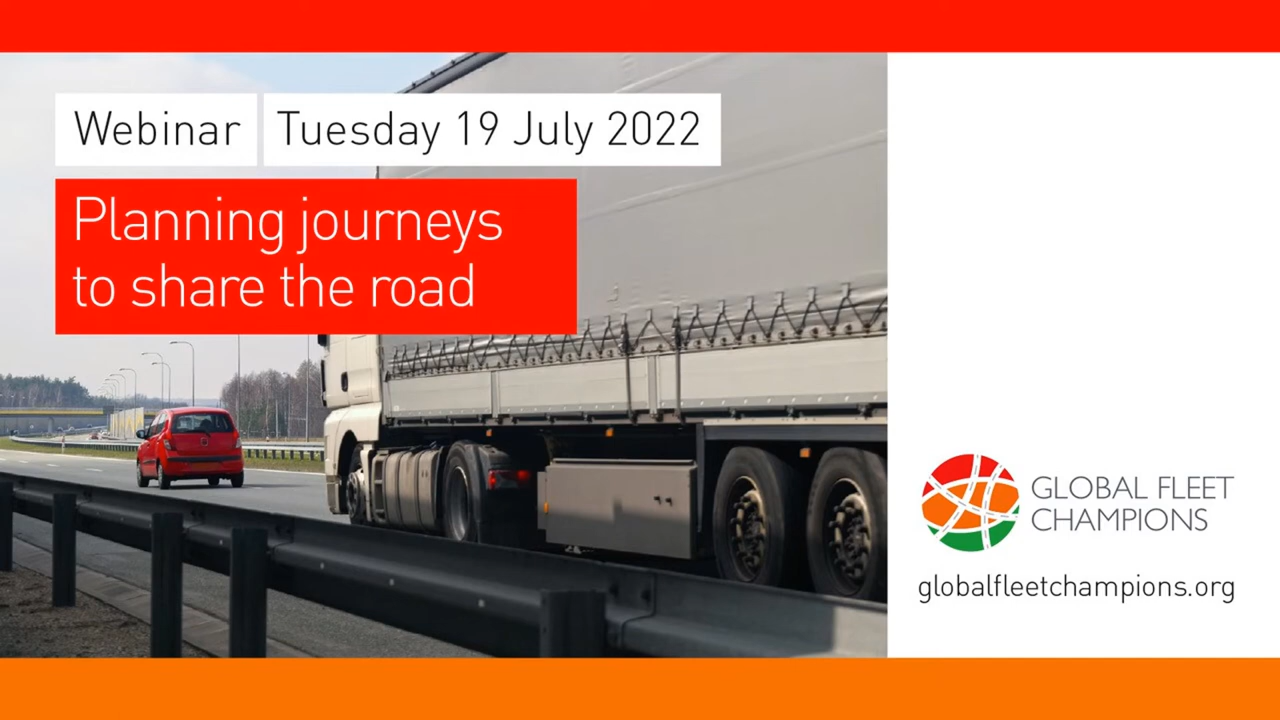 Webinar
Tuesday 19 July 2022
Planning journeys
to share the road
GLOBAL FLEET
CHAMPIONS
globalfleetchampions.org